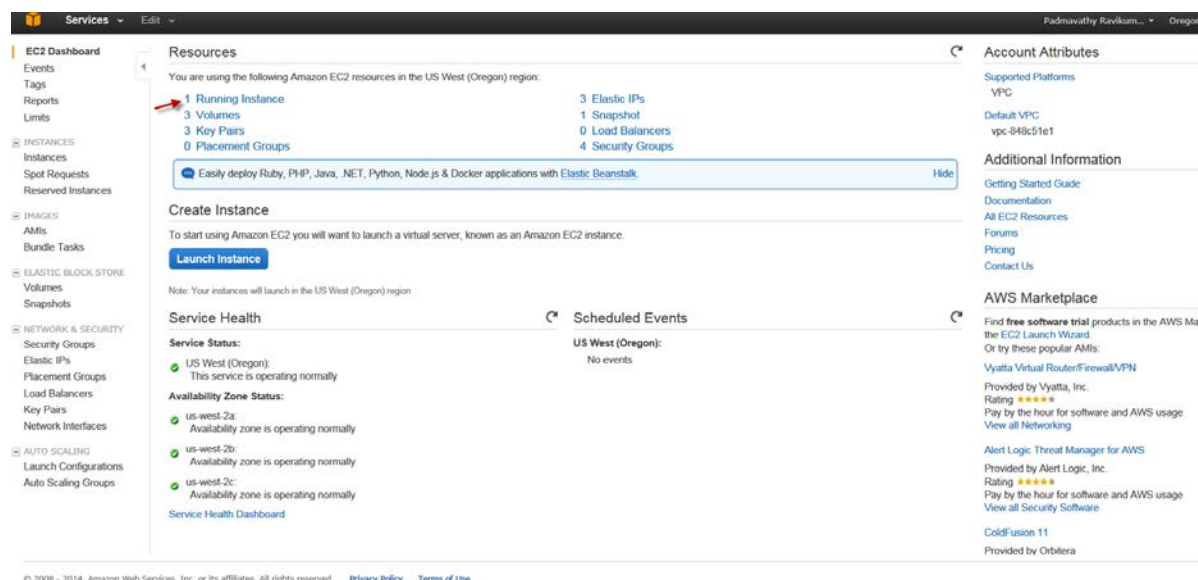 Services Edit Padmavathy Ravikum... Oregon
EC2 Dashboard
Events
Tags
Reports
Limits
INSTANCES
Instances
Spot Requests
Reserved Instances
IMAGES
AMIs
Bundle Tasks
ELASTIC BLOCK STORE
Volumes
Snapshots
NETWORK & SECURITY
Security Groups
Elastic IPs
Placement Groups
Load Balancers
Key Pairs
Network Interfaces
AUTO SCALING
Launch Configurations
Auto Scaling Groups
Resources
You are using the following Amazon EC2 resources in the US West (Oregon) region:
1 Running Instance
3 Volumes
3 Key Pairs
0 Placement Groups
3 Elastic IPs
1 Snapshot
0 Load Balancers
4 Security Groups
Easily deploy Ruby, PHP, Java, .NET, Python, Node.js & Docker applications with Elastic Beanstalk. Hide
Create Instance
To start using Amazon EC2 you will want to launch a virtual server, known as an Amazon EC2 instance.
Launch Instance
Note: Your instances will launch in the US West (Oregon) region
Service Health
Service Status:
US West (Oregon):
This service is operating normally
Availability Zone Status:
us-west-2a:
Availability zone is operating normally
us-west-2b:
Availability zone is operating normally
us-west-2c:
Availability zone is operating normally
Service Health Dashboard
Scheduled Events
US West (Oregon):
No events
Account Attributes
Supported Platforms
VPC
Default VPC
vpc-848c51e1
Additional Information
Getting Started Guide
Documentation
All EC2 Resources
Forums
Pricing
Contact Us
AWS Marketplace
Find free software trial products in the AWS Ma
the EC2 Launch Wizard.
Or try these popular AMIs:
Vyatta Virtual Router/Firewall/VPN
Provided by Vyatta, Inc.
Rating
Pay by the hour for software and AWS usage
View all Networking
Alert Logic Threat Manager for AWS
Provided by Alert Logic, Inc.
Rating
Pay by the hour for software and AWS usage
View all Security Software
ColdFusion 11
Provided by Orbitera
© 2008 - 2014, Amazon Web Services, Inc. or its affiliates. All rights reserved. Privacy Policy Terms of Use